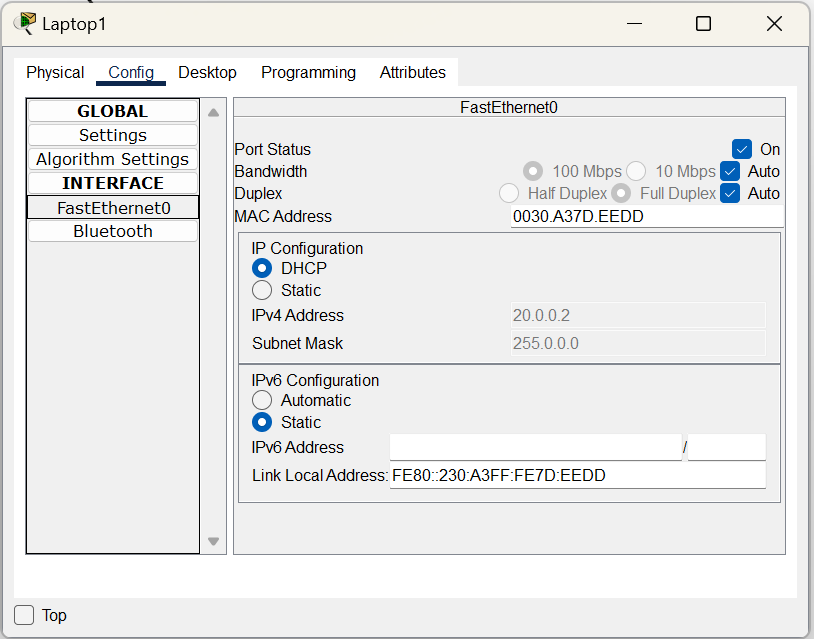 Laptop1
Physical Config Desktop Programming Attributes
GLOBAL
Settings
Algorithm Settings
INTERFACE
FastEthernet0
Bluetooth
FastEthernet0
Port Status On
Bandwidth 100 Mbps 10 Mbps Auto
Duplex Half Duplex Full Duplex Auto
MAC Address 0030.A37D.EEDD
IP Configuration
DHCP
Static
IPv4 Address 20.0.0.2
Subnet Mask 255.0.0.0
IPv6 Configuration
Automatic
Static
IPv6 Address /
Link Local Address: FE80::230:A3FF:FE7D:EEDD
Top